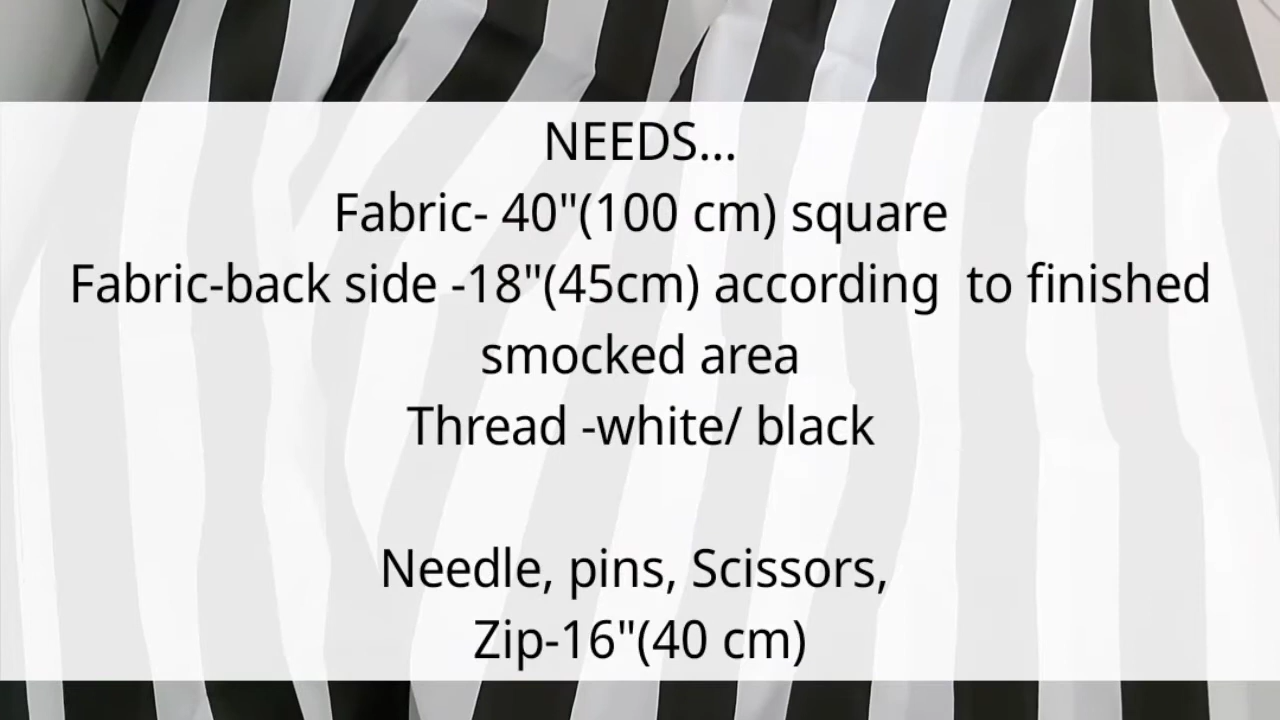 NEEDS...
Fabric- 40"(100 cm) square
Fabric-back side -18"(45cm) according  to finished
smocked area
Thread -white/ black
Needle, pins, Scissors,
Zip-16"(40 cm)